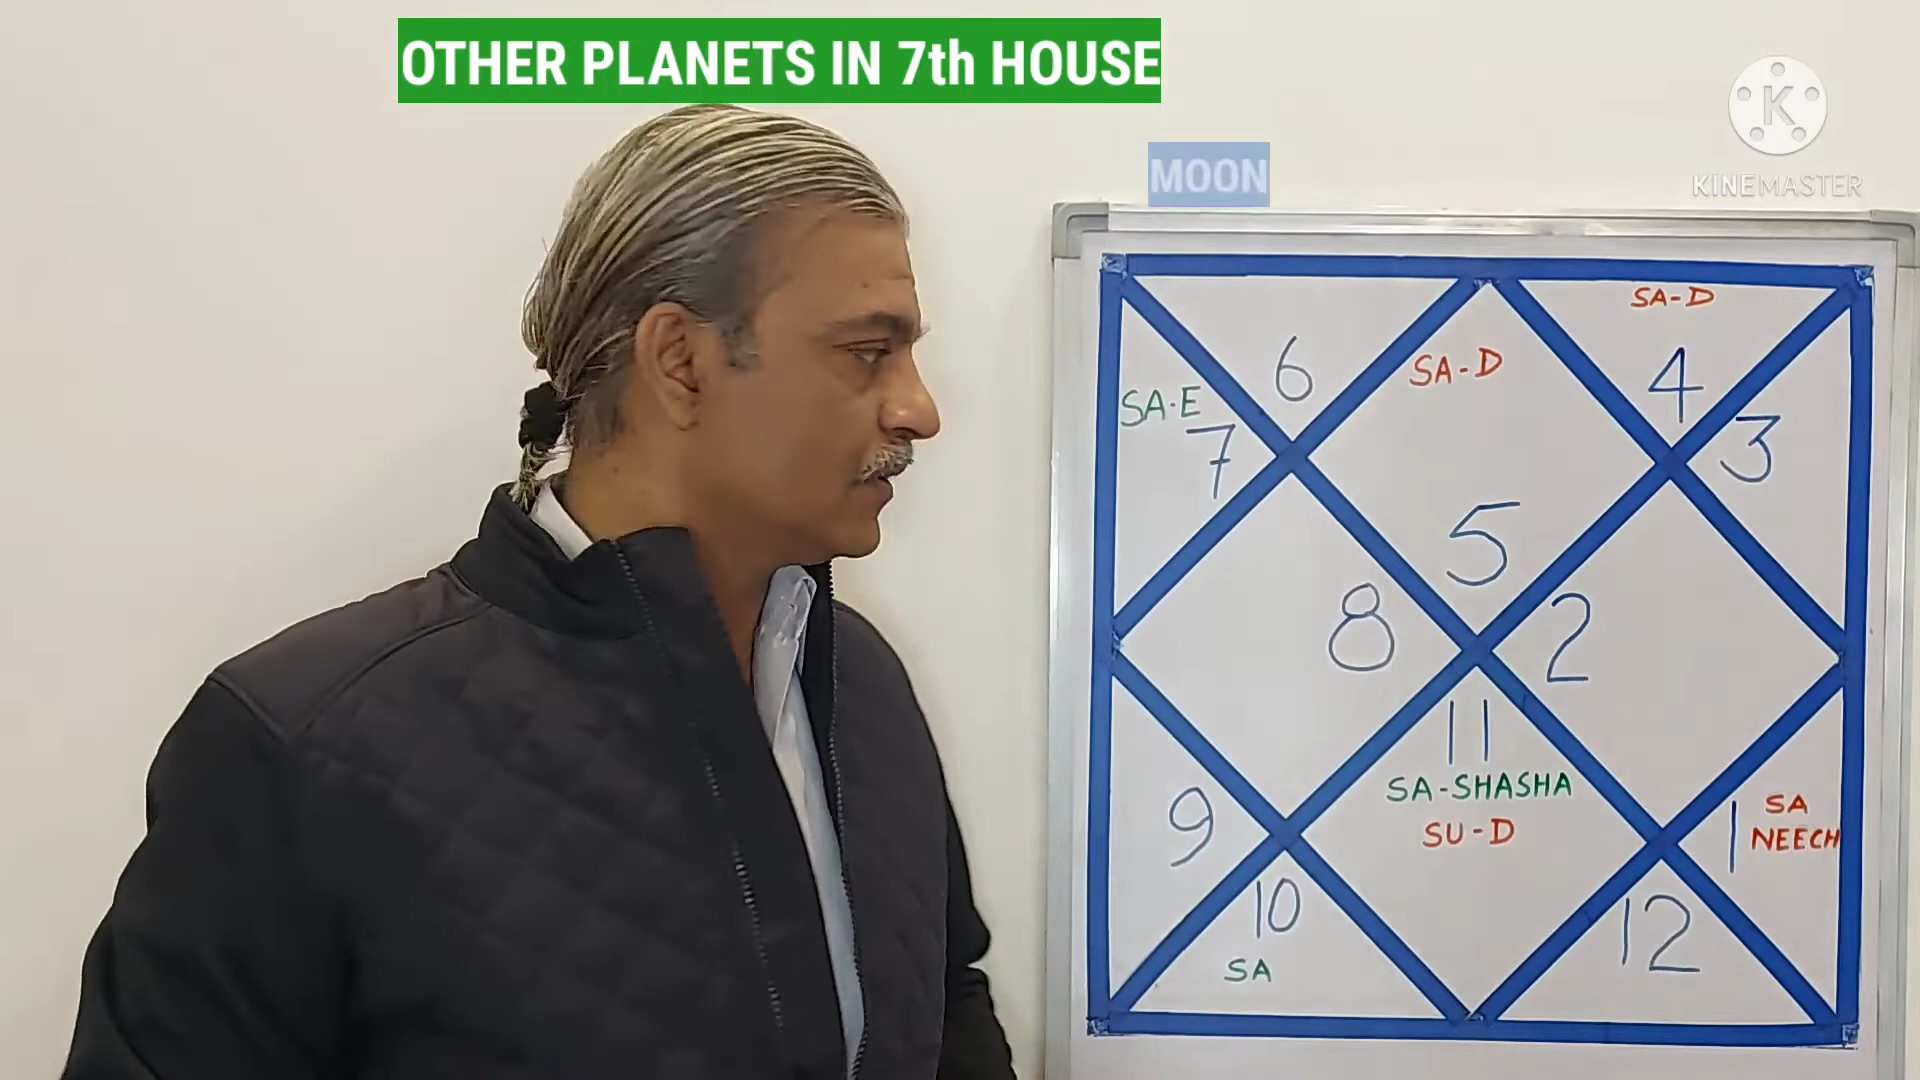 OTHER PLANETS IN 7th HOUSE
K
KINEMASTER
MOON
SA-D
6
SA-D
4
SA-E
7
3
5
8
2
11
SA-SHASHA
SU-D
9
1
SA
NEECH
10
SA
12